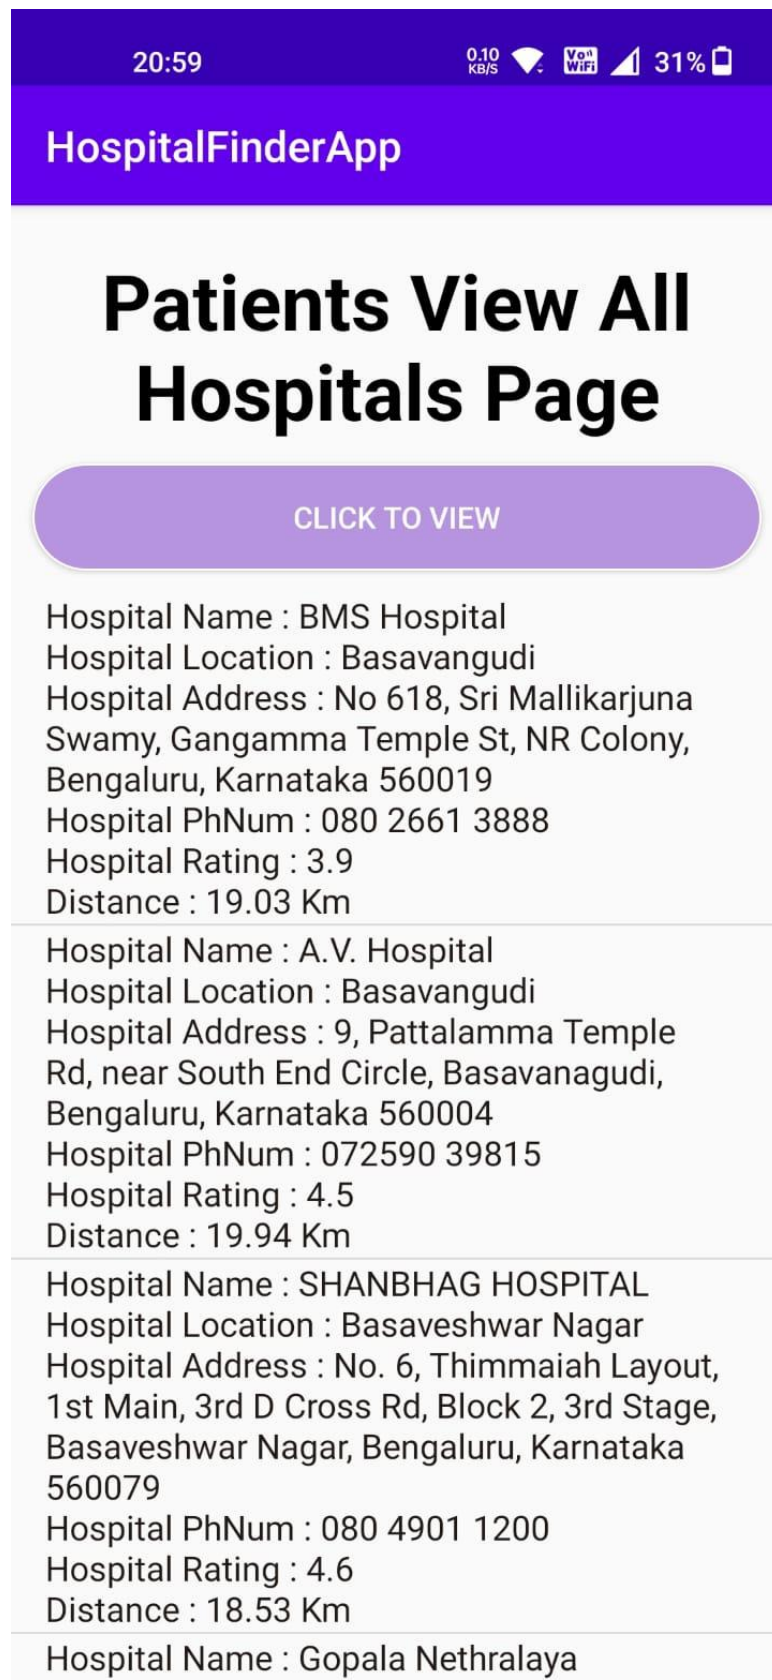 20:59
0.10 KB/S Vo WiFi 31%
HospitalFinderApp
Patients View All
Hospitals Page
CLICK TO VIEW
Hospital Name : BMS Hospital
Hospital Location : Basavangudi
Hospital Address : No 618, Sri Mallikarjuna
Swamy, Gangamma Temple St, NR Colony,
Bengaluru, Karnataka 560019
Hospital PhNum : 080 2661 3888
Hospital Rating : 3.9
Distance : 19.03 Km
Hospital Name : A.V. Hospital
Hospital Location : Basavangudi
Hospital Address : 9, Pattalamma Temple
Rd, near South End Circle, Basavanagudi,
Bengaluru, Karnataka 560004
Hospital PhNum : 072590 39815
Hospital Rating : 4.5
Distance : 19.94 Km
Hospital Name : SHANBHAG HOSPITAL
Hospital Location : Basaveshwar Nagar
Hospital Address : No. 6, Thimmaiah Layout,
1st Main, 3rd D Cross Rd, Block 2, 3rd Stage,
Basaveshwar Nagar, Bengaluru, Karnataka
560079
Hospital PhNum : 080 4901 1200
Hospital Rating : 4.6
Distance : 18.53 Km
Hospital Name : Gopala Nethralaya